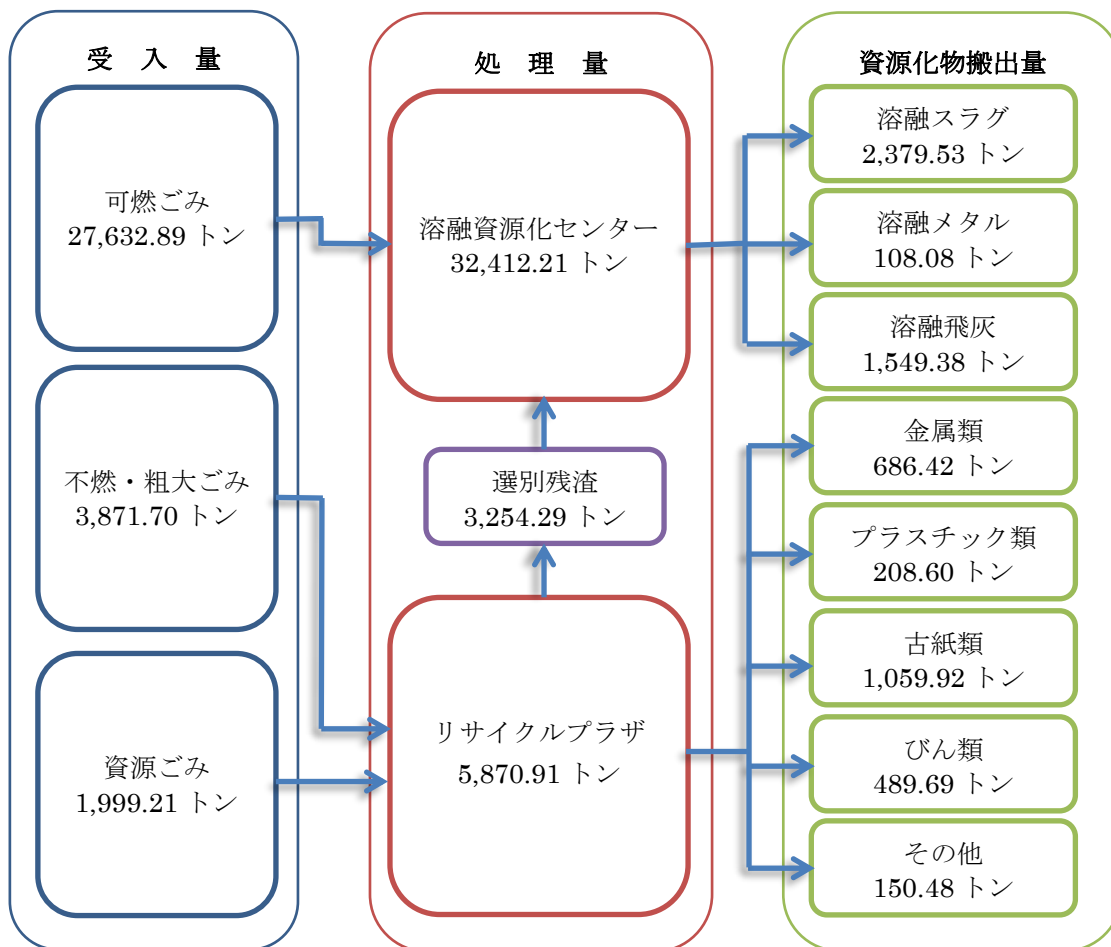 受 入 量
可燃ごみ
27,632.89 トン
不燃・粗大ごみ
3,871.70 トン
資源ごみ
1,999.21 トン
処 理 量
溶融資源化センター
32,412.21 トン
選別残渣
3,254.29 トン
リサイクルプラザ
5,870.91 トン
資源化物搬出量
溶融スラグ
2,379.53 トン
溶融メタル
108.08 トン
溶融飛灰
1,549.38 トン
金属類
686.42 トン
プラスチック類
208.60 トン
古紙類
1,059.92 トン
びん類
489.69 トン
その他
150.48 トン